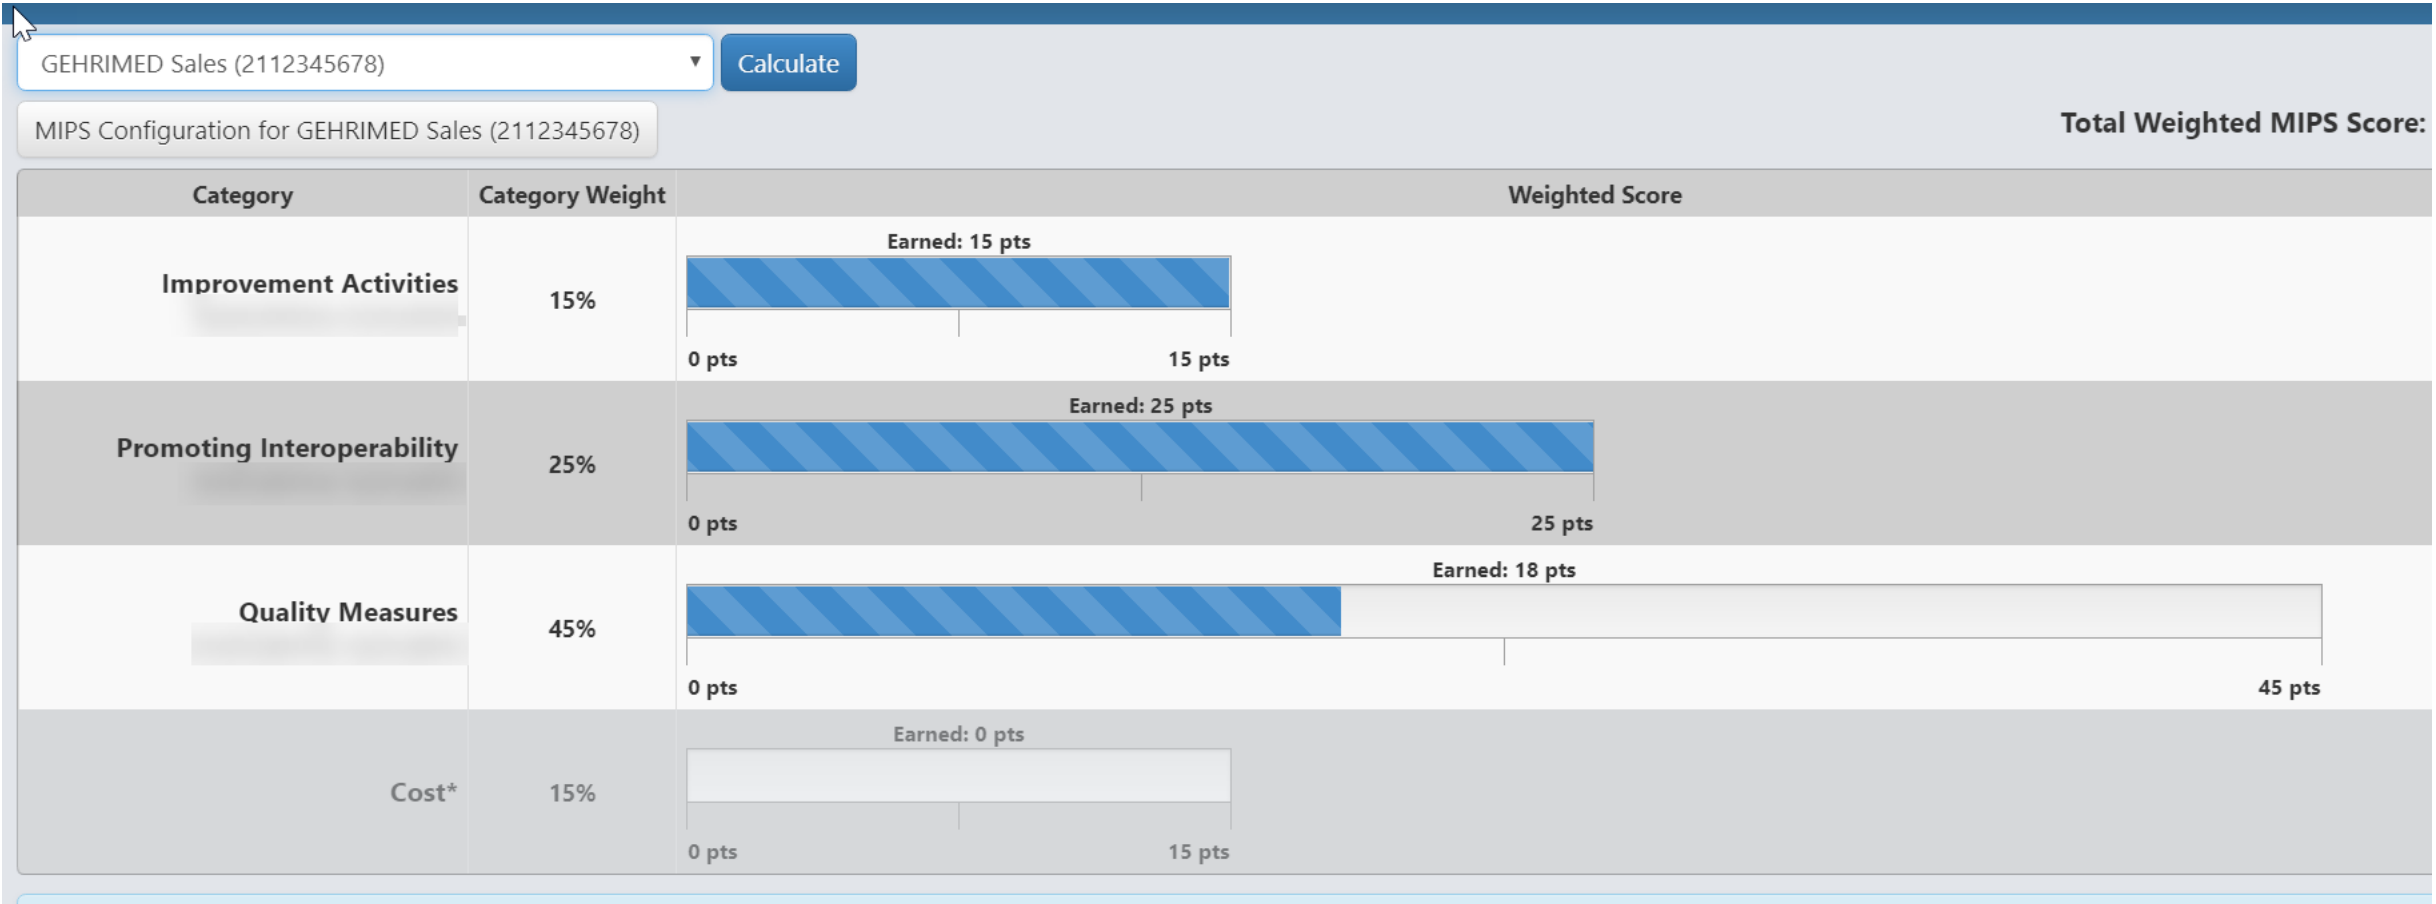 GEHRIMED Sales (2112345678)
Calculate
MIPS Configuration for GEHRIMED Sales (2112345678)
Total Weighted MIPS Score:
Category Category Weight Weighted Score
Earned: 15 pts
Improvement Activities
15%
0 pts 15 pts
Earned: 25 pts
Promoting Interoperability
25%
0 pts 25 pts
Earned: 18 pts
Quality Measures
45%
0 pts 45 pts
Earned: 0 pts
Cost*
15%
0 pts 15 pts